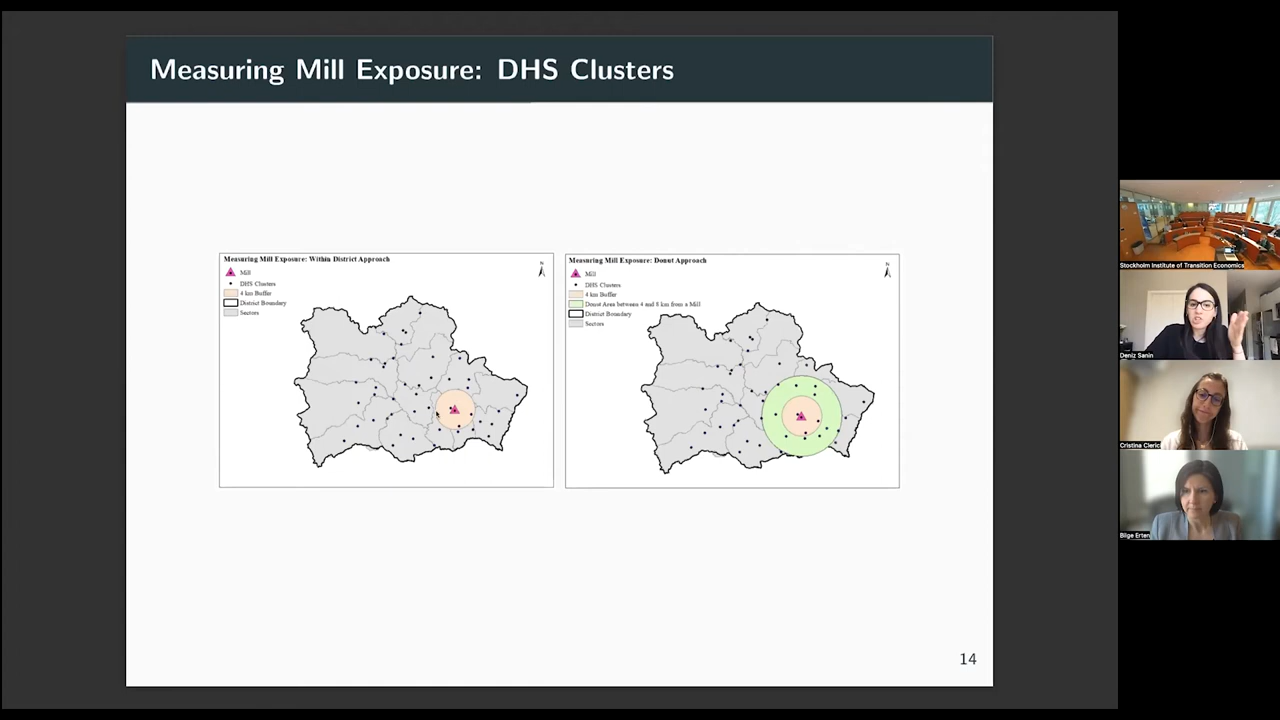 Measuring Mill Exposure: DHS Clusters
Measuring Mill Exposure: Within District Approach
Mill
DHS Clusters
4 km Buffer
District Boundary
Sectors
N
Measuring Mill Exposure: Donut Approach
Mill
DHS Clusters
4 km Buffer
Donut Area between 4 and 8 km from a Mill
District Boundary
Sectors
N
14
Stockholm Institute of Transition Economics
Deniz Sanin
Cristina Cleric
Bilge Erten